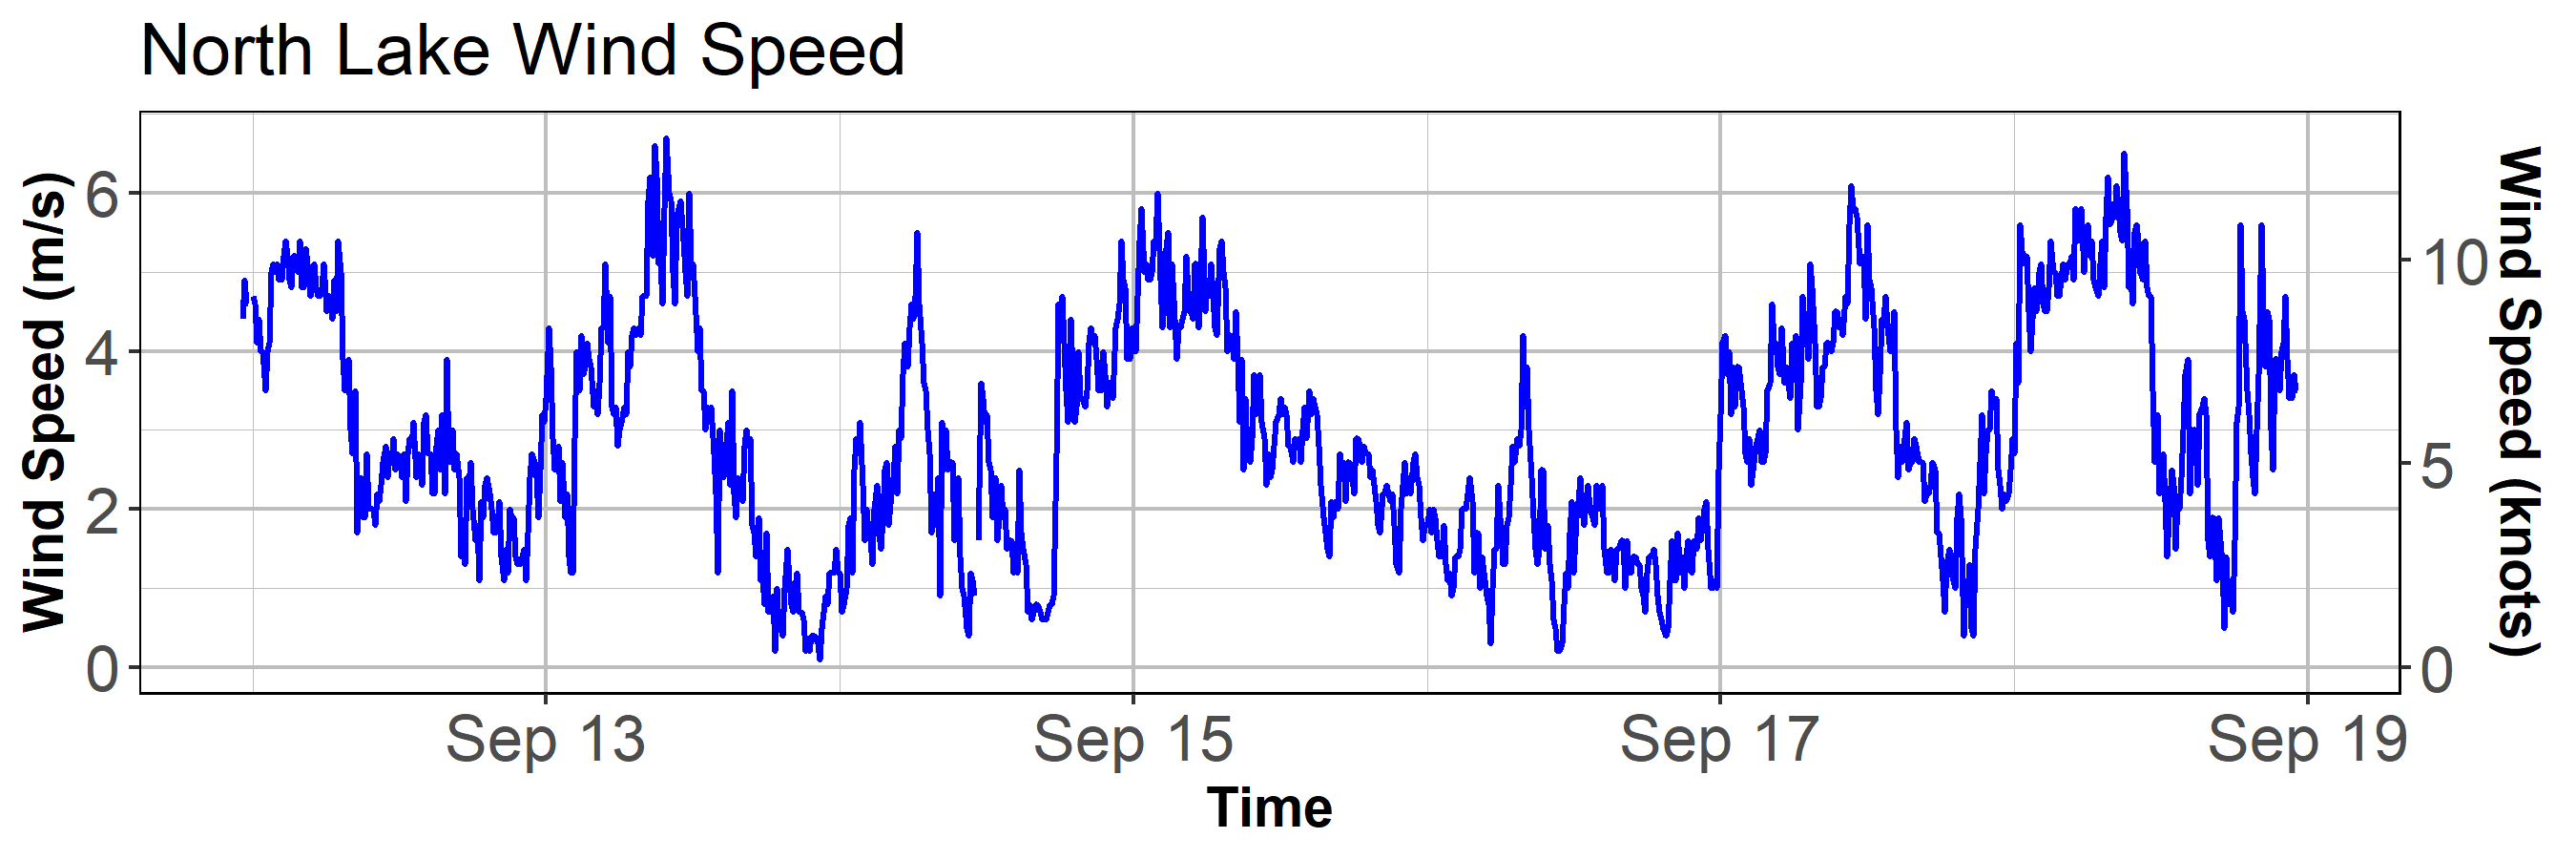 North Lake Wind Speed
Wind Speed (m/s)
6
4
2
0
10
5
0
Wind Speed (knots)
Sep 13
Sep 15
Sep 17
Sep 19
Time